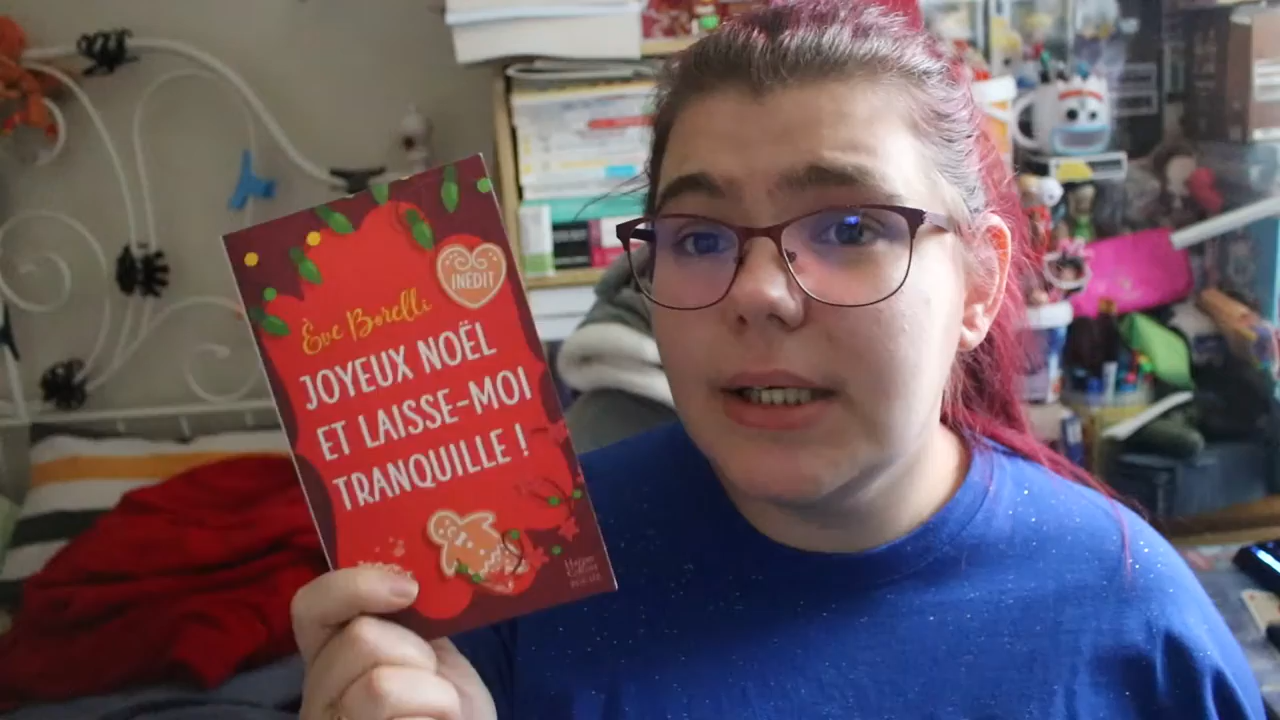 INÉDIT
Ève Borelli
JOYEUX NOËL
ET LAISSE-MOI
TRANQUILLE !